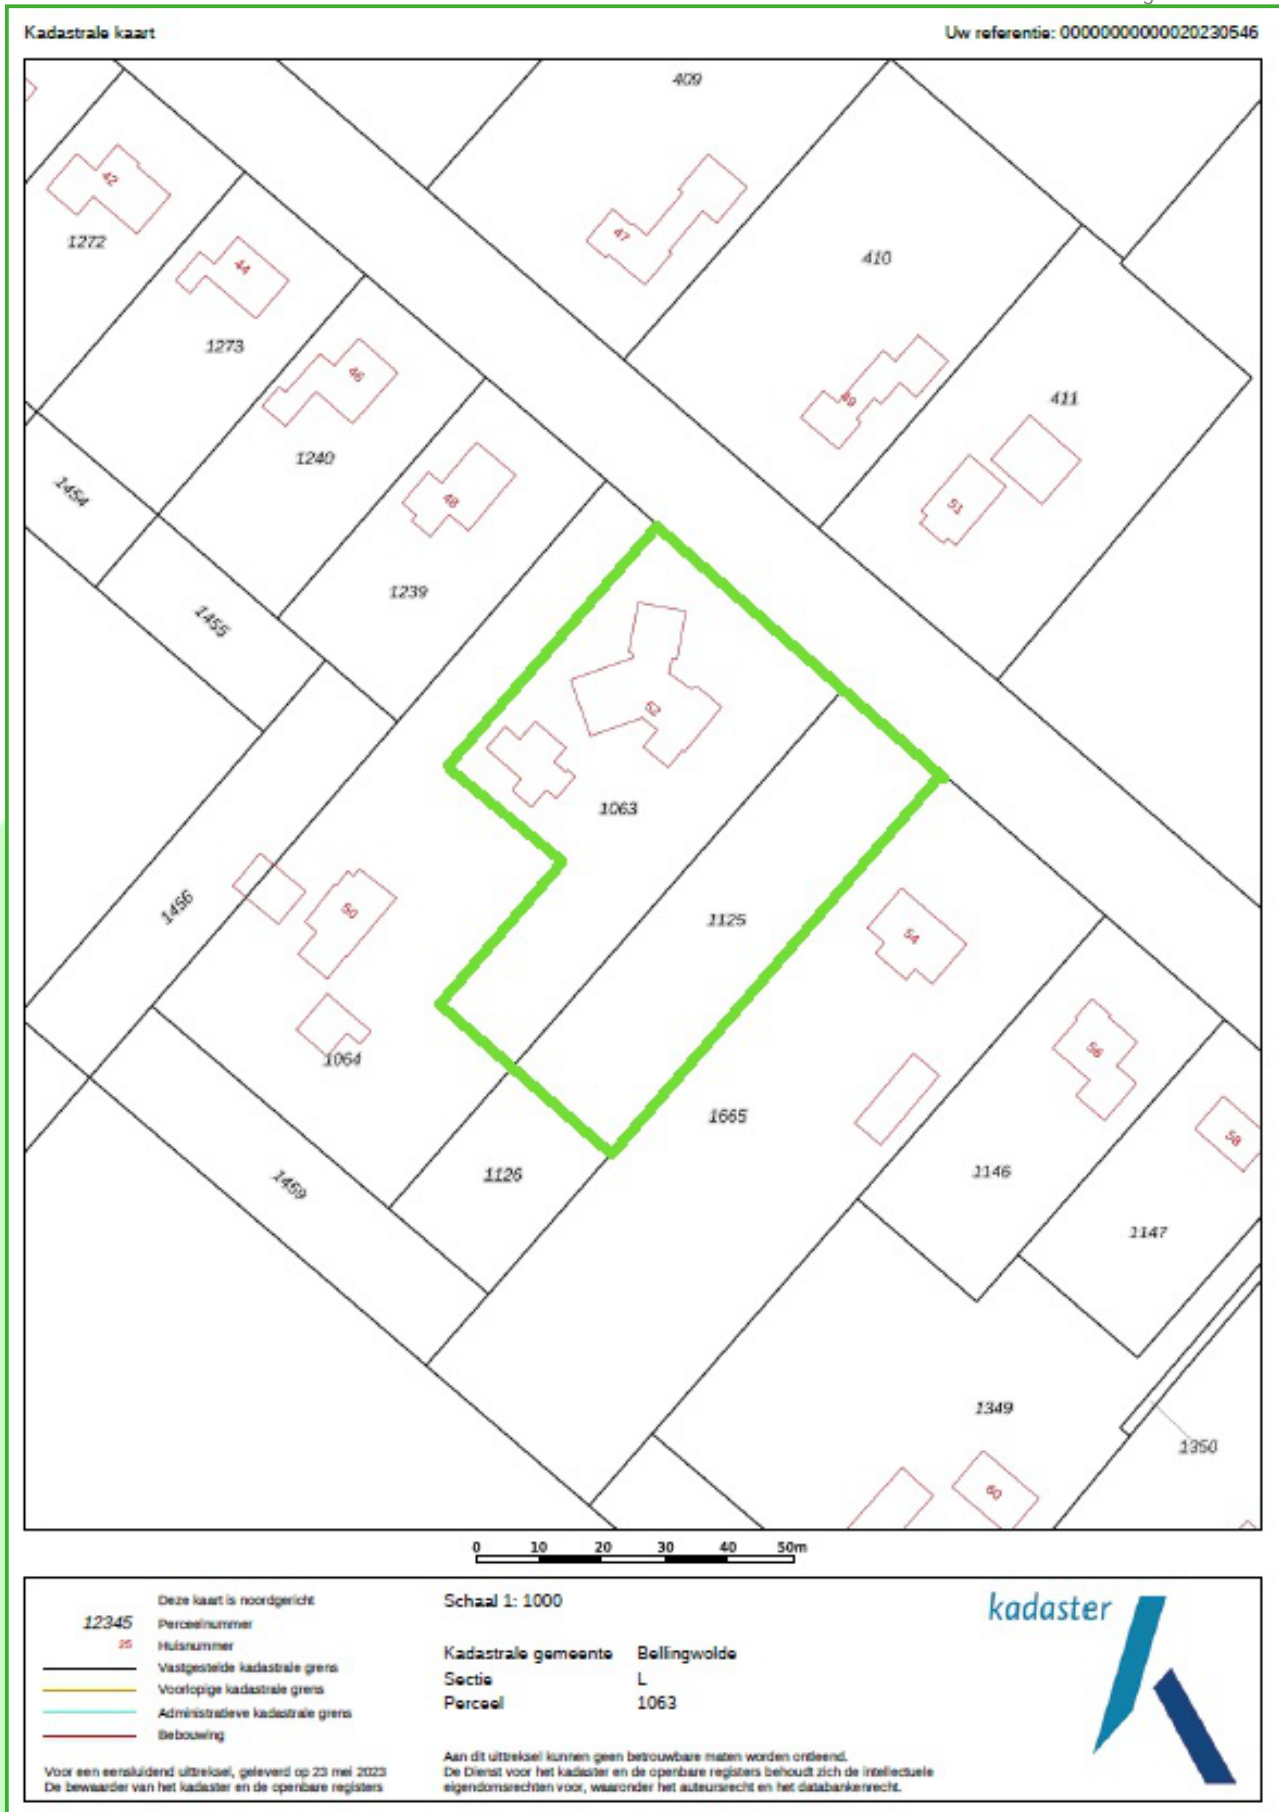 Kadastrale kaart
Uw referentie: 00000000000020230546
409
42
47
1272
410
44
1273
46
49
411
1240
1454
48
51
1239
1455
52
1063
1456
50
1125
54
1064
56
1665
58
1126
1459
1146
1147
1349
1350
60
0 10 20 30 40 50m
Deze kaart is noordgericht
12345 Perceelnummer
25 Huisnummer
Vastgestelde kadastrale grens
Voorlopige kadastrale grens
Administratieve kadastrale grens
Bebouwing
Voor een eensluidend uittreksel, geleverd op 23 mei 2023
De bewaarder van het kadaster en de openbare registers
Schaal 1: 1000
Kadastrale gemeente Bellingwolde
Sectie L
Perceel 1063
Aan dit uittreksel kunnen geen betrouwbare maten worden ontleend.
De Dienst voor het kadaster en de openbare registers behoudt zich de intellectuele
eigendomsrechten voor, waaronder het auteursrecht en het databankenrecht.
kadaster